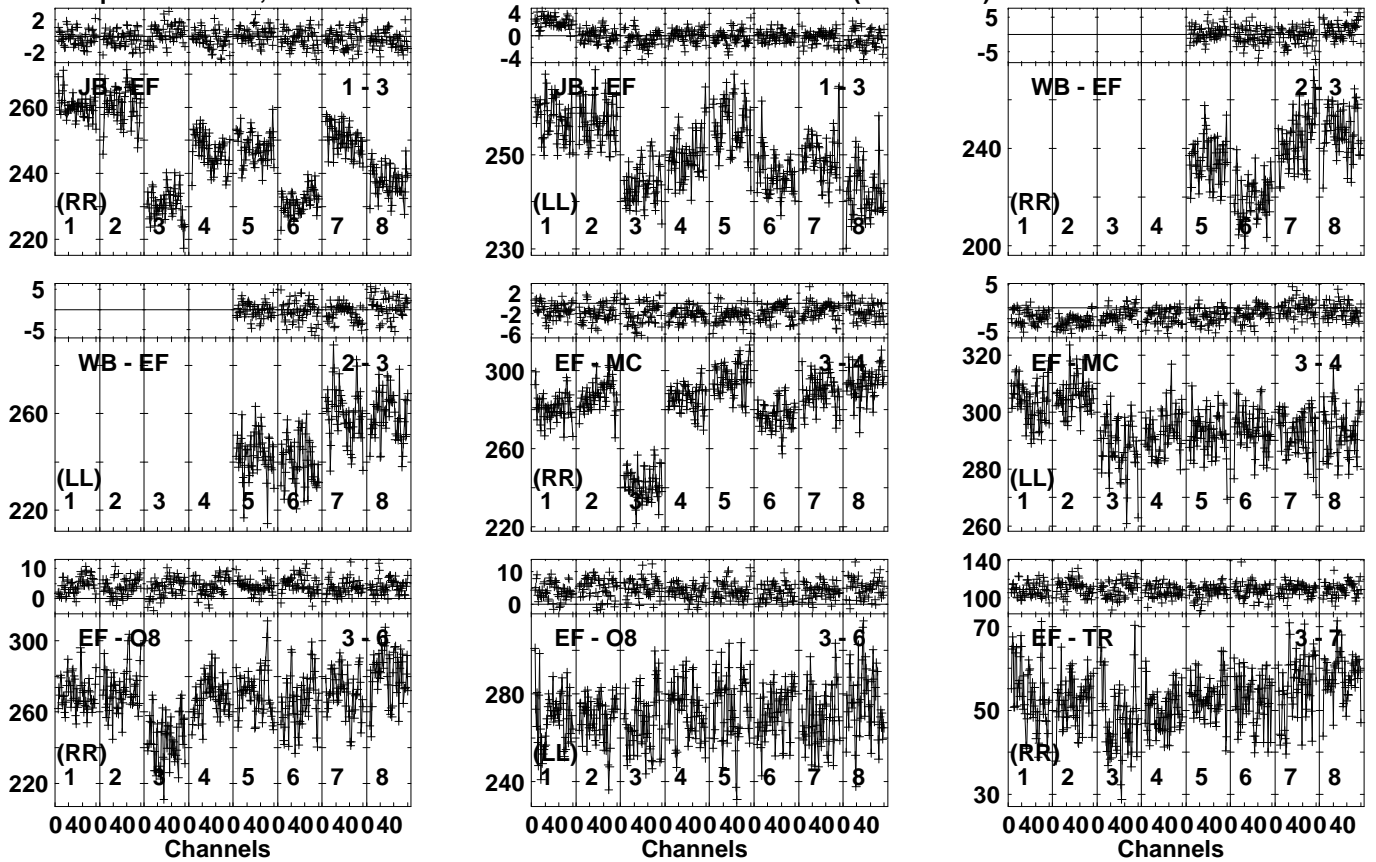 2
0
-2
JB - EF 1 - 3
260
240
(RR)
1 2 3 4 5 6 7 8
220
4
0
-4
JB - EF 1 - 3
250
(LL)
1 2 3 4 5 6 7 8
230
5
-5
WB - EF 2 - 3
240
(RR)
1 2 3 4 5 6 7 8
200
5
-5
WB - EF 2 - 3
260
(LL)
1 2 3 4 5 6 7 8
220
2
-2
-6
EF - MC 3 - 4
300
260
(RR)
1 2 3 4 5 6 7 8
220
5
-5
EF - MC 3 - 4
320
300
280
(LL)
1 2 3 4 5 6 7 8
260
10
0
EF - O8 3 - 6
300
260
(RR)
1 2 3 4 5 6 7 8
220
0 40 0 40 0 40 0 40 0 40 0 40 0 40 0 40
Channels
10
0
EF - O8 3 - 6
280
(LL)
1 2 3 4 5 6 7 8
240
0 40 0 40 0 40 0 40 0 40 0 40 0 40 0 40
Channels
140
100
EF - TR 3 - 7
70
50
(RR)
1 2 3 4 5 6 7 8
30
0 40 0 40 0 40 0 40 0 40 0 40 0 40 0 40
Channels